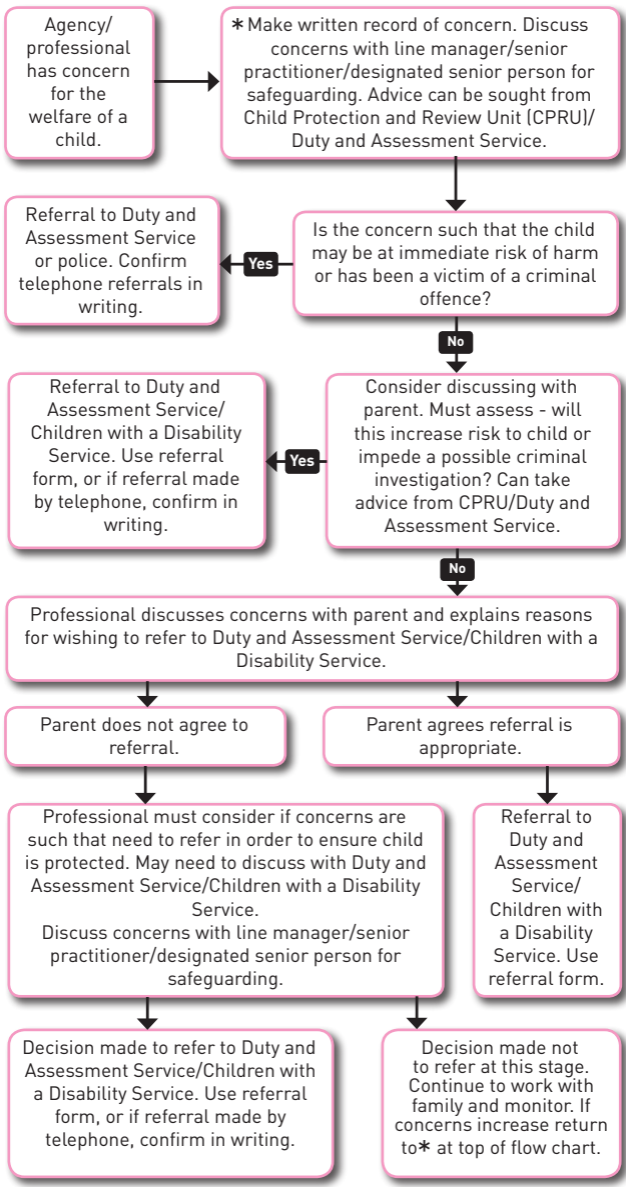 Agency/
professional
has concern
for the
welfare of a
child.
* Make written record of concern. Discuss
concerns with line manager/senior
practitioner/designated senior person for
safeguarding. Advice can be sought from
Child Protection and Review Unit (CPRU)/
Duty and Assessment Service.
Is the concern such that the child
may be at immediate risk of harm
or has been a victim of a criminal
offence?
Yes
Referral to Duty and
Assessment Service
or police. Confirm
telephone referrals in
writing.
No
Consider discussing with
parent. Must assess - will
this increase risk to child or
impede a possible criminal
investigation? Can take
advice from CPRU/Duty and
Assessment Service.
Yes
Referral to Duty and
Assessment Service/
Children with a Disability
Service. Use referral
form, or if referral made
by telephone, confirm in
writing.
No
Professional discusses concerns with parent and explains reasons
for wishing to refer to Duty and Assessment Service/Children with a
Disability Service.
Parent does not agree to
referral.
Parent agrees referral is
appropriate.
Professional must consider if concerns are
such that need to refer in order to ensure child
is protected. May need to discuss with Duty and
Assessment Service/Children with a Disability
Service.
Discuss concerns with line manager/senior
practitioner/designated senior person for
safeguarding.
Referral to
Duty and
Assessment
Service/
Children with
a Disability
Service. Use
referral form.
Decision made to refer to Duty and
Assessment Service/Children with
a Disability Service. Use referral
form, or if referral made by
telephone, confirm in writing.
Decision made not
to refer at this stage.
Continue to work with
family and monitor. If
concerns increase return
to* at top of flow chart.